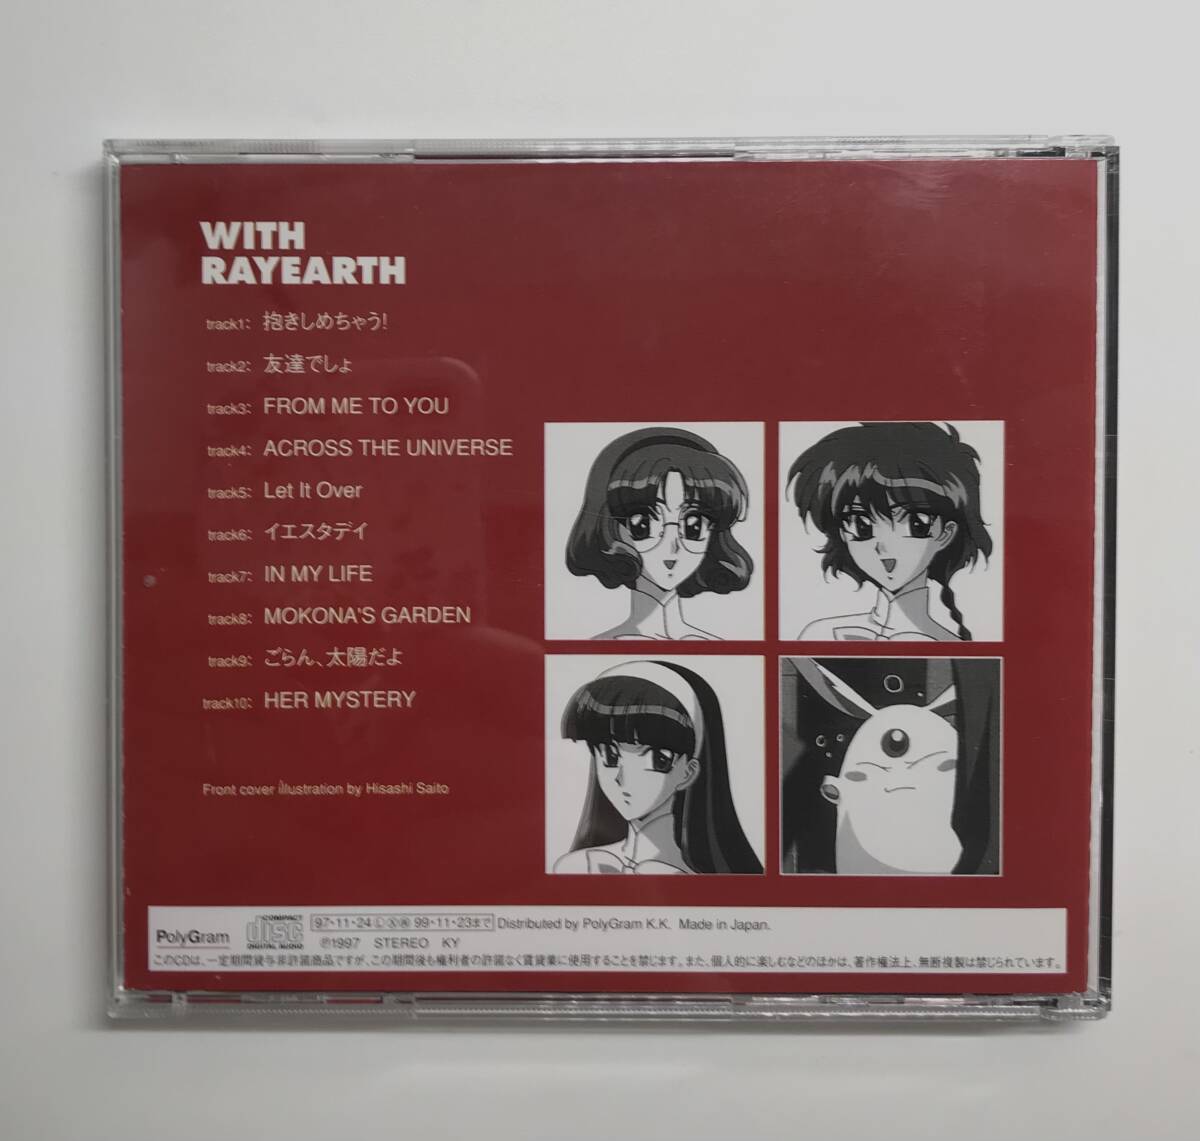 WITH
RAYEARTH
track1: 抱きしめちゃう!
track2: 友達でしょ
track3: FROM ME TO YOU
track4: ACROSS THE UNIVERSE
track5: Let It Over
track6: イエスタデイ
track7: IN MY LIFE
track8: MOKONA'S GARDEN
track9: ごらん、太陽だよ
track10: HER MYSTERY
Front cover illustration by Hisashi Saito
PolyGram
COMPACT
disc
DIGITAL AUDIO
97·11·24 Ⓛ Ⓧ 99·11·23まで Distributed by PolyGram K.K. Made in Japan.
℗1997 STEREO KY
このCDは、一定期間貸与非許諾商品ですが、この期間後も権利者の許諾なく賃貸業に使用することを禁じます。また、個人的に楽しむなどのほかは、著作権法上、無断複製は禁じられています。